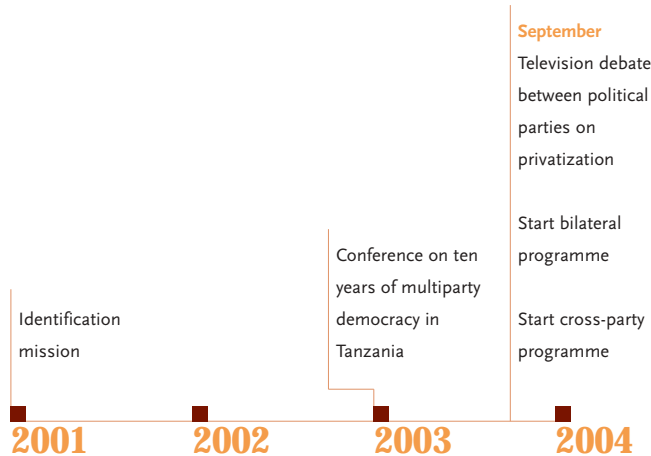 September
Television debate
between political
parties on
privatization
Start bilateral
programme
Start cross-party
programme
Conference on ten
years of multiparty
democracy in
Tanzania
Identification
mission
2001
2002
2003
2004